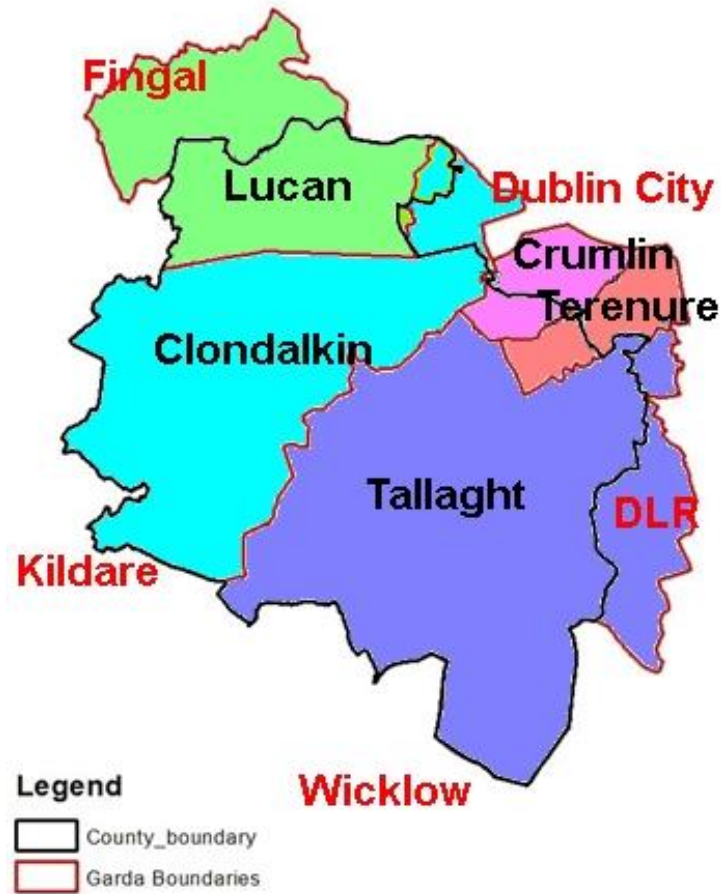 Fingal
Lucan
Dublin City
Crumlin
Terenure
Clondalkin
Tallaght
DLR
Kildare
Wicklow
Legend
County_boundary
Garda Boundaries